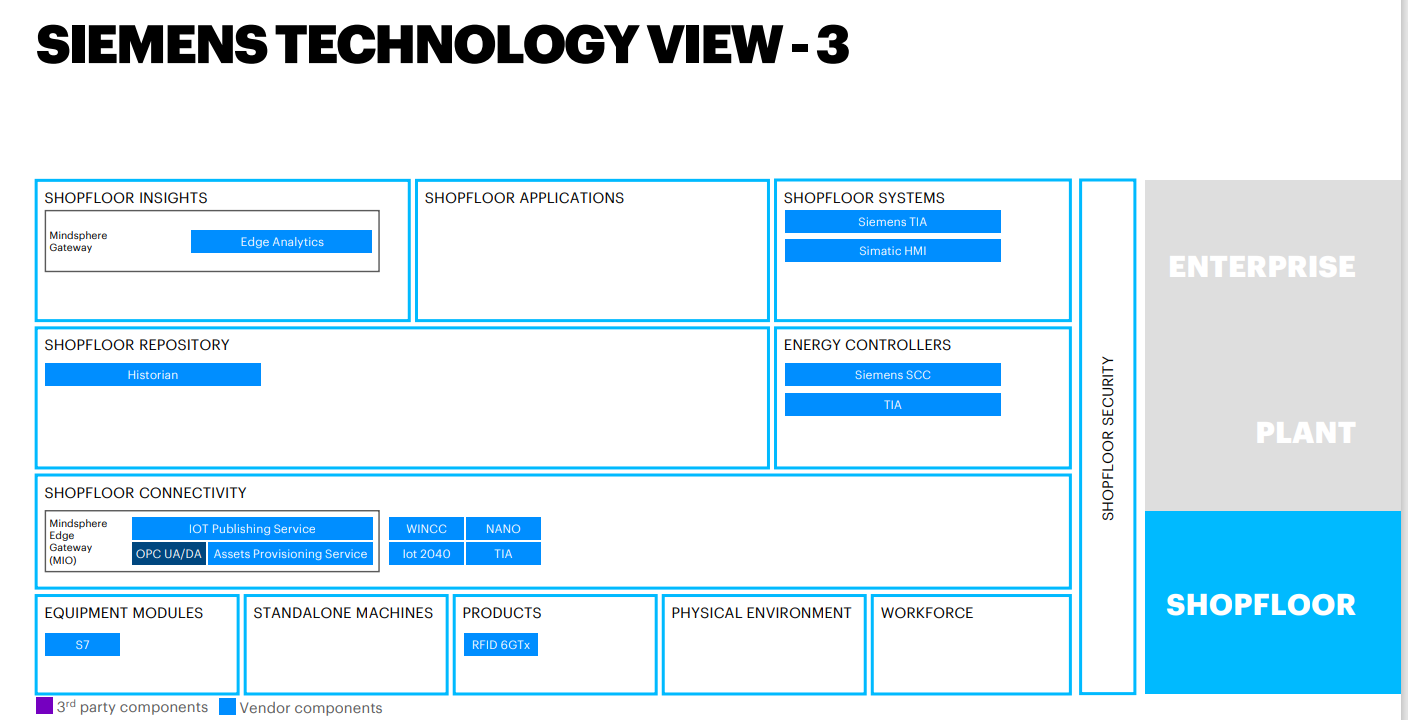 SIEMENS TECHNOLOGY VIEW - 3
SHOPFLOOR INSIGHTS
Mindsphere
Gateway
Edge Analytics
SHOPFLOOR APPLICATIONS
SHOPFLOOR SYSTEMS
Siemens TIA
Simatic HMI
SHOPFLOOR REPOSITORY
Historian
ENERGY CONTROLLERS
Siemens SCC
TIA
SHOPFLOOR CONNECTIVITY
Mindsphere
Edge
Gateway
(MIO)
IOT Publishing Service
OPC UA/DA
Assets Provisioning Service
WINCC
NANO
Iot 2040
TIA
EQUIPMENT MODULES
S7
STANDALONE MACHINES
PRODUCTS
RFID 6GTx
PHYSICAL ENVIRONMENT
WORKFORCE
SHOPFLOOR SECURITY
ENTERPRISE
PLANT
SHOPFLOOR
3rd party components
Vendor components